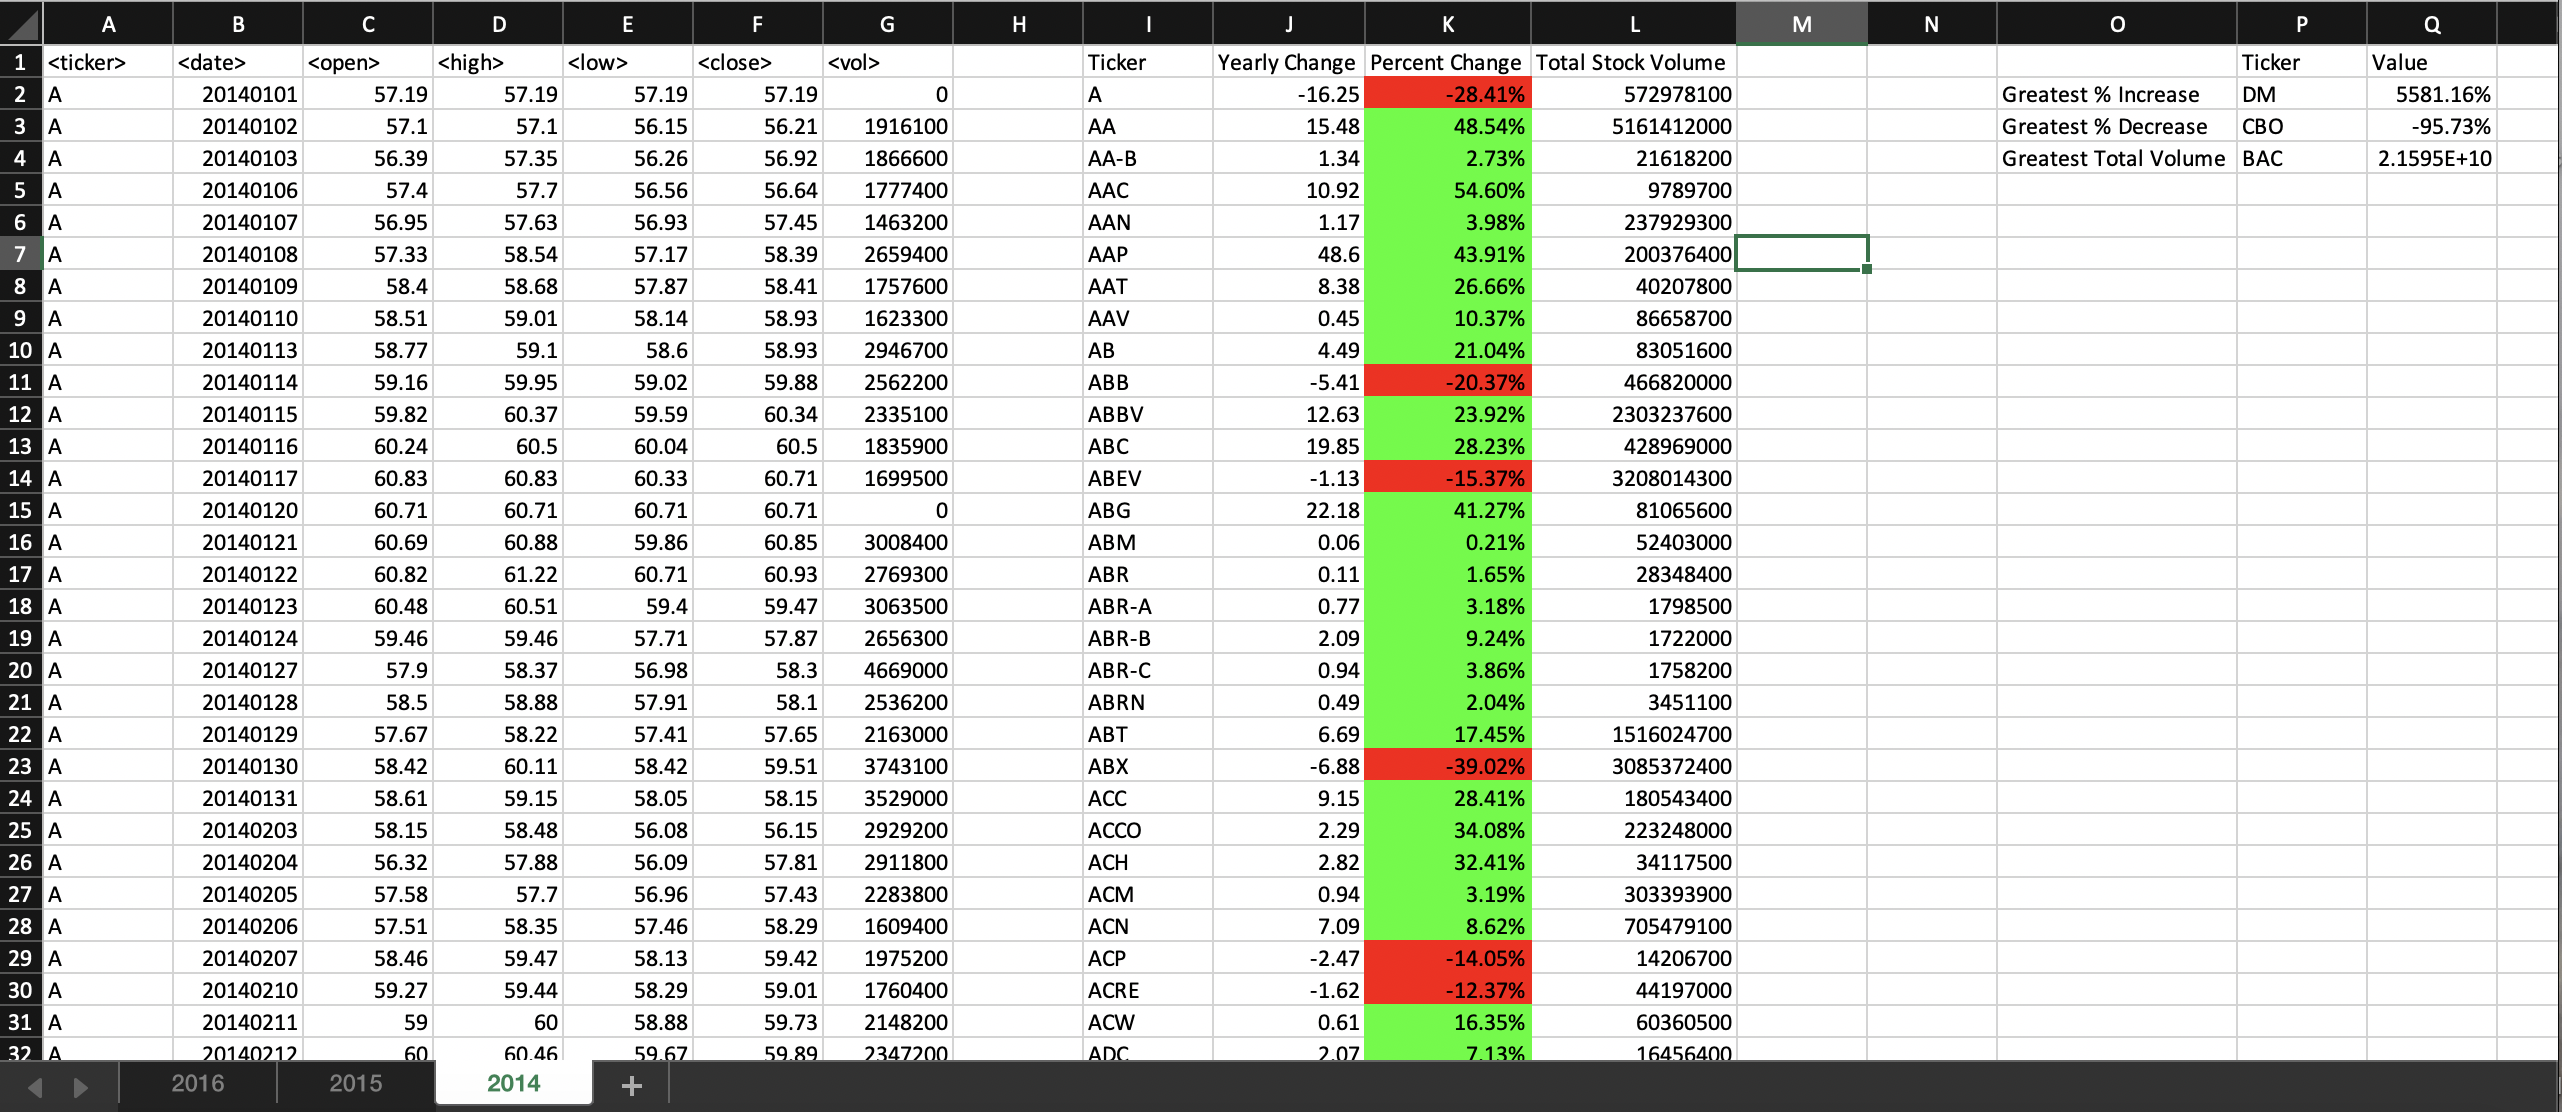 A B C D E F G H I J K L M N O P Q
1 <ticker> <date> <open> <high> <low> <close> <vol> Ticker Yearly Change Percent Change Total Stock Volume Ticker Value
2 A 20140101 57.19 57.19 57.19 57.19 0 A -16.25 -28.41% 572978100 Greatest % Increase DM 5581.16%
3 A 20140102 57.1 57.1 56.15 56.21 1916100 AA 15.48 48.54% 5161412000 Greatest % Decrease CBO -95.73%
4 A 20140103 56.39 57.35 56.26 56.92 1866600 AA-B 1.34 2.73% 21618200 Greatest Total Volume BAC 2.1595E+10
5 A 20140106 57.4 57.7 56.56 56.64 1777400 AAC 10.92 54.60% 9789700
6 A 20140107 56.95 57.63 56.93 57.45 1463200 AAN 1.17 3.98% 237929300
7 A 20140108 57.33 58.54 57.17 58.39 2659400 AAP 48.6 43.91% 200376400
8 A 20140109 58.4 58.68 57.87 58.41 1757600 AAT 8.38 26.66% 40207800
9 A 20140110 58.51 59.01 58.14 58.93 1623300 AAV 0.45 10.37% 86658700
10 A 20140113 58.77 59.1 58.6 58.93 2946700 AB 4.49 21.04% 83051600
11 A 20140114 59.16 59.95 59.02 59.88 2562200 ABB -5.41 -20.37% 466820000
12 A 20140115 59.82 60.37 59.59 60.34 2335100 ABBV 12.63 23.92% 2303237600
13 A 20140116 60.24 60.5 60.04 60.5 1835900 ABC 19.85 28.23% 428969000
14 A 20140117 60.83 60.83 60.33 60.71 1699500 ABEV -1.13 -15.37% 3208014300
15 A 20140120 60.71 60.71 60.71 60.71 0 ABG 22.18 41.27% 81065600
16 A 20140121 60.69 60.88 59.86 60.85 3008400 ABM 0.06 0.21% 52403000
17 A 20140122 60.82 61.22 60.71 60.93 2769300 ABR 0.11 1.65% 28348400
18 A 20140123 60.48 60.51 59.4 59.47 3063500 ABR-A 0.77 3.18% 1798500
19 A 20140124 59.46 59.46 57.71 57.87 2656300 ABR-B 2.09 9.24% 1722000
20 A 20140127 57.9 58.37 56.98 58.3 4669000 ABR-C 0.94 3.86% 1758200
21 A 20140128 58.5 58.88 57.91 58.1 2536200 ABRN 0.49 2.04% 3451100
22 A 20140129 57.67 58.22 57.41 57.65 2163000 ABT 6.69 17.45% 1516024700
23 A 20140130 58.42 60.11 58.42 59.51 3743100 ABX -6.88 -39.02% 3085372400
24 A 20140131 58.61 59.15 58.05 58.15 3529000 ACC 9.15 28.41% 180543400
25 A 20140203 58.15 58.48 56.08 56.15 2929200 ACCO 2.29 34.08% 223248000
26 A 20140204 56.32 57.88 56.09 57.81 2911800 ACH 2.82 32.41% 34117500
27 A 20140205 57.58 57.7 56.96 57.43 2283800 ACM 0.94 3.19% 303393900
28 A 20140206 57.51 58.35 57.46 58.29 1609400 ACN 7.09 8.62% 705479100
29 A 20140207 58.46 59.47 58.13 59.42 1975200 ACP -2.47 -14.05% 14206700
30 A 20140210 59.27 59.44 58.29 59.01 1760400 ACRE -1.62 -12.37% 44197000
31 A 20140211 59 60 58.88 59.73 2148200 ACW 0.61 16.35% 60360500
32 A 20140212 60 60.46 59.67 59.89 2347200 ADC 2.07 7.13% 16456400
2016 2015 2014 +